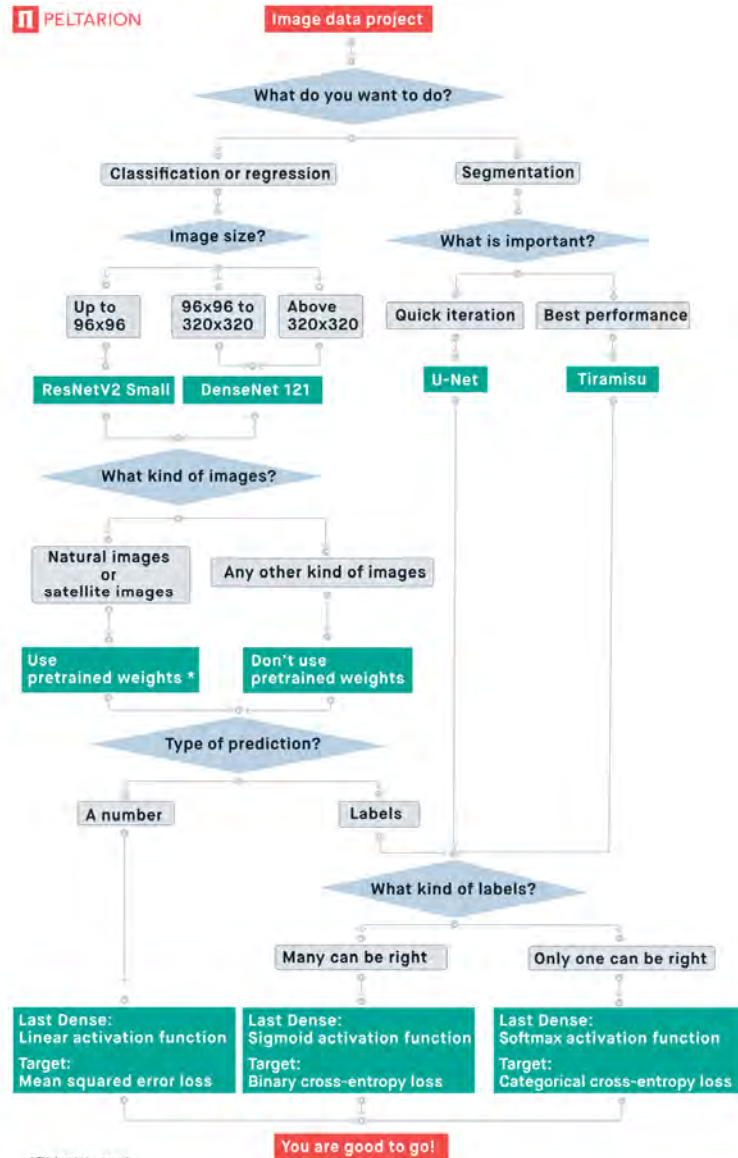 PELTARION
Image data project
What do you want to do?
Classification or regression
Segmentation
Image size?
What is important?
Up to
96x96
96x96 to
320x320
Above
320x320
Quick iteration
Best performance
ResNetV2 Small
DenseNet 121
U-Net
Tiramisu
What kind of images?
Natural images
or
satellite images
Any other kind of images
Use
pretrained weights *
Don't use
pretrained weights
Type of prediction?
A number
Labels
What kind of labels?
Many can be right
Only one can be right
Last Dense:
Linear activation function
Target:
Mean squared error loss
Last Dense:
Sigmoid activation function
Target:
Binary cross-entropy loss
Last Dense:
Softmax activation function
Target:
Categorical cross-entropy loss
You are good to go!